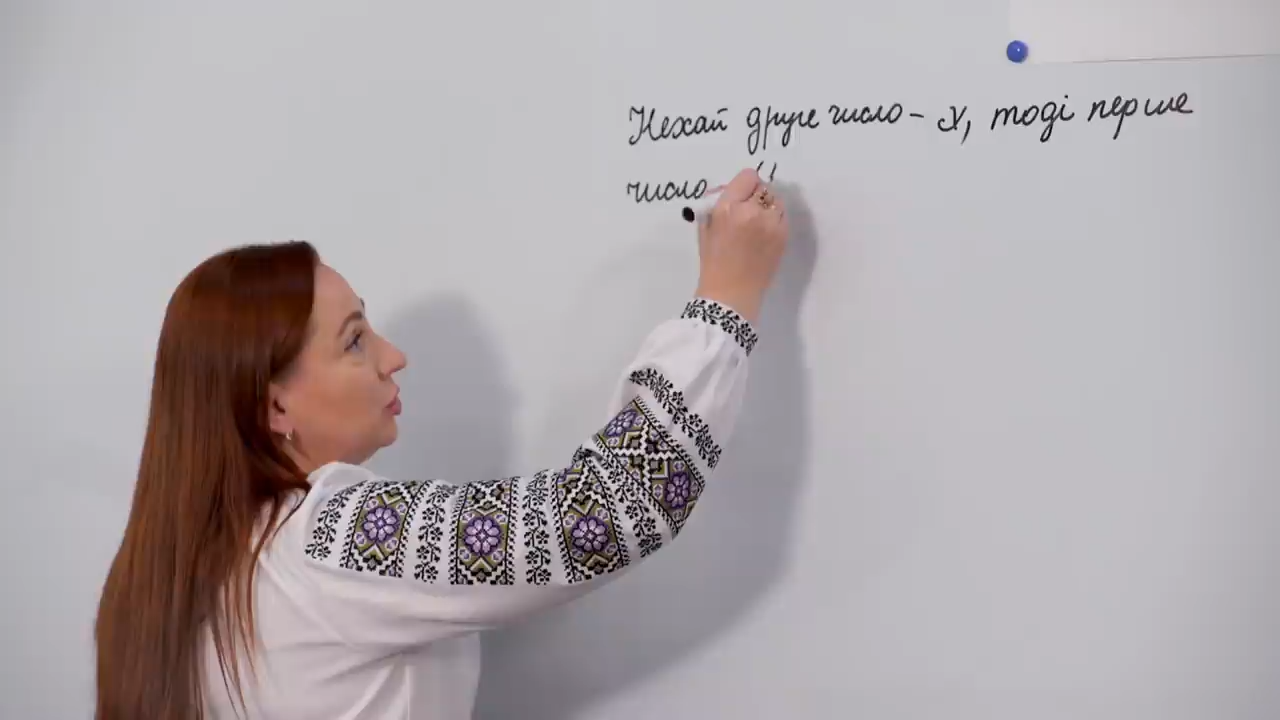 Нехай друге число - x, тоді перше
число